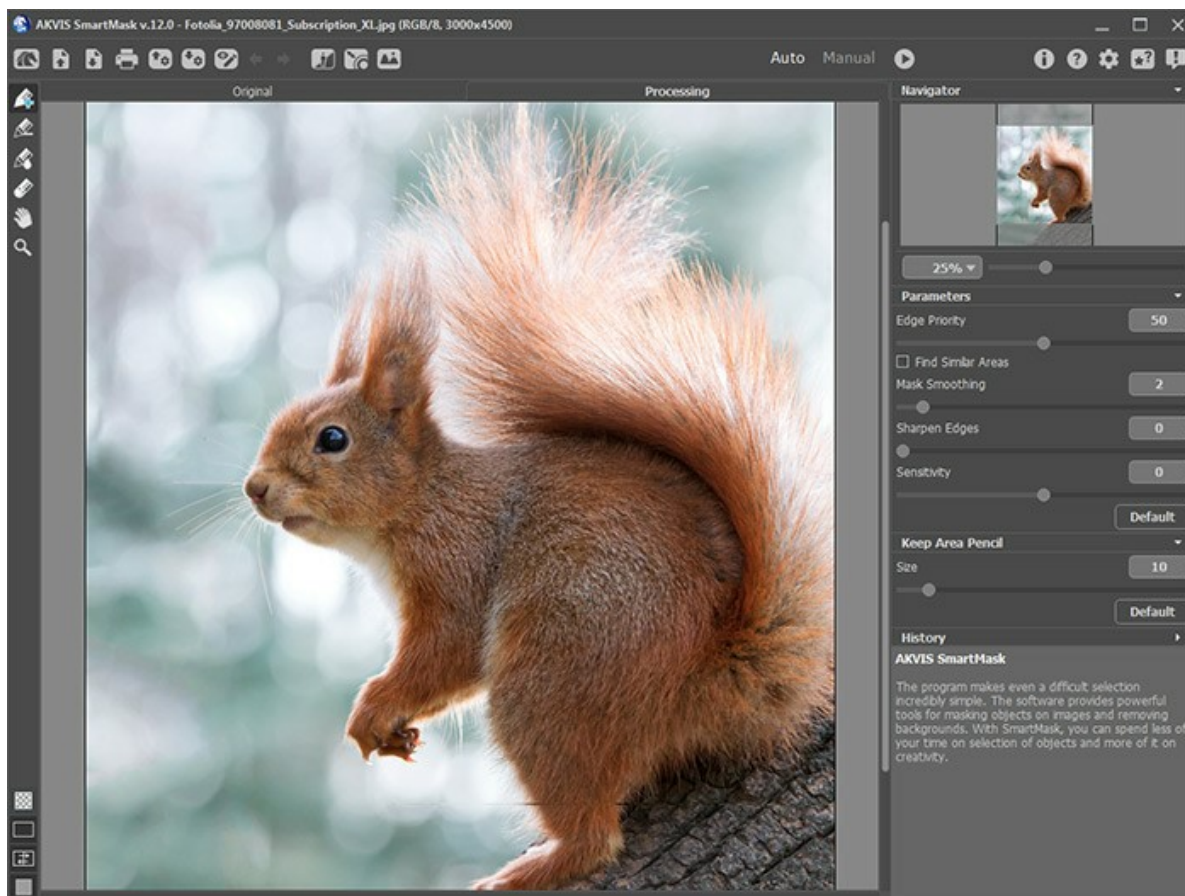 AKVIS SmartMask v.12.0 - Fotolia_97008081_Subscription_XL.jpg (RGB/8, 3000x4500)
Auto Manual
Original Processing
Navigator
25%
Parameters
Edge Priority 50
Find Similar Areas
Mask Smoothing 2
Sharpen Edges 0
Sensitivity 0
Default
Keep Area Pencil
Size 10
Default
History
AKVIS SmartMask
The program makes even a difficult selection
incredibly simple. The software provides powerful
tools for masking objects on images and removing
backgrounds. With SmartMask, you can spend less of
your time on selection of objects and more of it on
creativity.